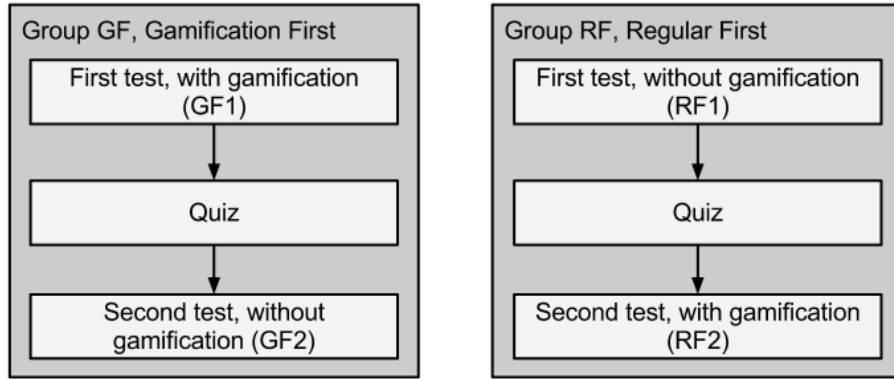 Group GF, Gamification First
First test, with gamification
(GF1)
Quiz
Second test, without
gamification (GF2)
Group RF, Regular First
First test, without gamification
(RF1)
Quiz
Second test, with gamification
(RF2)